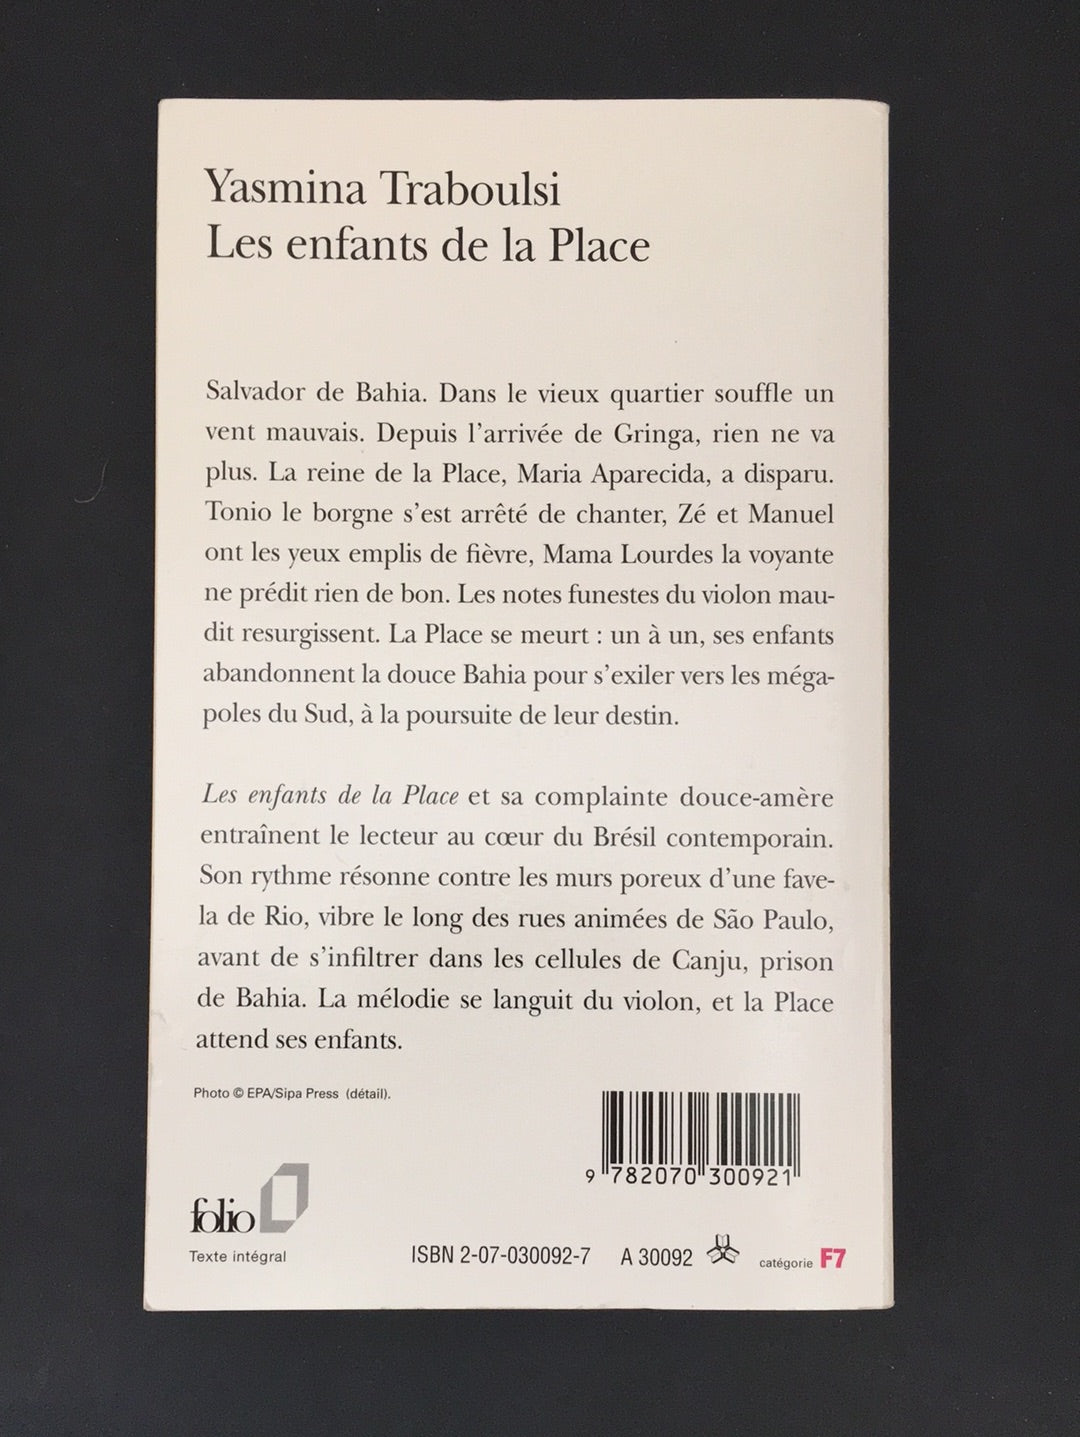 Yasmina Traboulsi
Les enfants de la Place
Salvador de Bahia. Dans le vieux quartier souffle un
vent mauvais. Depuis l’arrivée de Gringa, rien ne va
plus. La reine de la Place, Maria Aparecida, a disparu.
Tonio le borgne s’est arrêté de chanter, Zé et Manuel
ont les yeux emplis de fièvre, Mama Lourdes la voyante
ne prédit rien de bon. Les notes funestes du violon mau-
dit resurgissent. La Place se meurt : un à un, ses enfants
abandonnent la douce Bahia pour s’exiler vers les méga-
poles du Sud, à la poursuite de leur destin.
Les enfants de la Place et sa complainte douce-amère
entraînent le lecteur au cœur du Brésil contemporain.
Son rythme résonne contre les murs poreux d’une fave-
la de Rio, vibre le long des rues animées de São Paulo,
avant de s’infiltrer dans les cellules de Canju, prison
de Bahia. La mélodie se languit du violon, et la Place
attend ses enfants.
Photo © EPA/Sipa Press (détail).
9 782070 300921
folio
Texte intégral
ISBN 2-07-030092-7 A 30092 catégorie F7